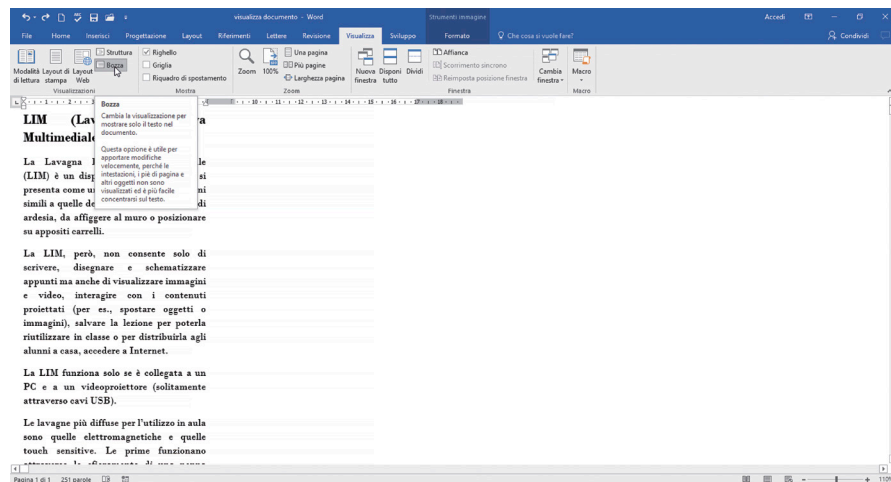 visualizza documento - Word
Strumenti immagine
Accedi
File Home Inserisci Progettazione Layout Riferimenti Lettere Revisione Visualizza Sviluppo Formato Che cosa si vuole fare? Condividi
Modalità di lettura
Layout di stampa
Layout Web
Struttura
Bozza
Visualizzazioni
Righello
Griglia
Riquadro di spostamento
Mostra
Zoom
100%
Una pagina
Più pagine
Larghezza pagina
Zoom
Nuova finestra
Disponi tutto
Dividi
Affianca
Scorrimento sincrono
Reimposta posizione finestra
Cambia finestra
Finestra
Macro
Macro
Bozza
Cambia la visualizzazione per
mostrare solo il testo nel
documento.
Questa opzione è utile per
apportare modifiche
velocemente, perché le
intestazioni, i piè di pagina e
altri oggetti non sono
visualizzati ed è più facile
concentrarsi sul testo.
LIM (La
Multimediale
La Lavagna
(LIM) è un disp si
presenta come u
simili a quelle de di
ardesia, da affiggere al muro o posizionare
su appositi carrelli.
La LIM, però, non consente solo di
scrivere, disegnare e schematizzare
appunti ma anche di visualizzare immagini
e video, interagire con i contenuti
proiettati (per es., spostare oggetti o
immagini), salvare la lezione per poterla
riutilizzare in classe o per distribuirla agli
alunni a casa, accedere a Internet.
La LIM funziona solo se è collegata a un
PC e a un videoproiettore (solitamente
attraverso cavi USB).
Le lavagne più diffuse per l'utilizzo in aula
sono quelle elettromagnetiche e quelle
touch sensitive. Le prime funzionano
Pagina 1 di 1 251 parole